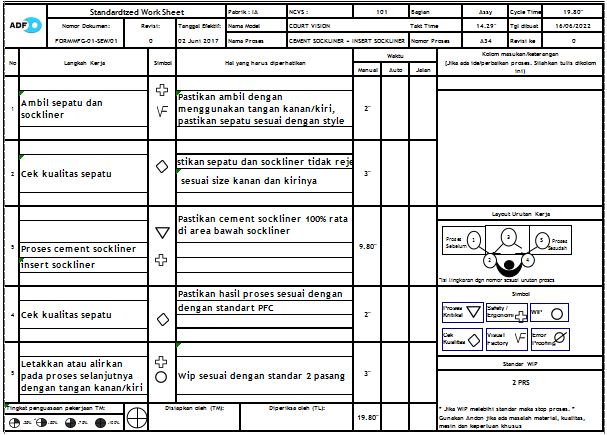 ADF
Standardized Work Sheet
Pabrik : IA
NCVS :
101
Bagian
Assy
Cycle Time
19.80"
Nomor Dokumen:
Revisi:
Tanggal Efektif:
Nama Model
COURT VISION
Takt Time
14.29"
Tgl dibuat
16/06/2022
FORMMFG-01-SEW/01
0
02 Juni 2017
Nama Proses
CEMENT SOCKLINER + INSERT SOCKLINER
Nomor Proses
A34
Revisi ke
0
No
Langkah Kerja
Simbol
Hal yang harus diperhatikan
Waktu
Manual
Auto
Jalan
Kolom masukan/keterangan
(Jika ada ide/perbaikan proses. Silahkan tulis dikolom
ini)
1
Ambil sepatu dan
sockliner
VF
Pastikan ambil dengan
menggunakan tangan kanan/kiri,
pastikan sepatu sesuai dengan style
2"
2
Cek kualitas sepatu
stikan sepatu dan sockliner tidak reje
sesuai size kanan dan kirinya
3"
3
Proses cement sockliner
insert sockliner
Pastikan cement sockliner 100% rata
di area bawah sockliner
9.80"
4
Cek kualitas sepatu
Pastikan hasil proses sesuai dengan
dengan standart PFC
2"
5
Letakkan atau alirkan
pada proses selanjutnya
dengan tangan kanan/kiri
Wip sesuai dengan standar 2 pasang
3"
Layout Urutan Kerja
Proses
Sebelum
1
2
3
4
5
Proses
Sesudah
*Isi lingkaran dgn nomor sesuai urutan proses
Simbol
Proses
Kritikal
Safety /
Ergonomi
WIP
Cek
Kualitas
Visual
Factory
VF
Error
Proofing
Standar WIP
2 PRS
* Jika WIP melebihi standar maka stop proses. *
Gunakan Andon jika ada masalah material, kualitas,
mesin dan keperluan khusus
Tingkat penguasaan pekerjaan TM:
Disiapkan oleh (TM):
Diperiksa oleh (TL):
19.80"